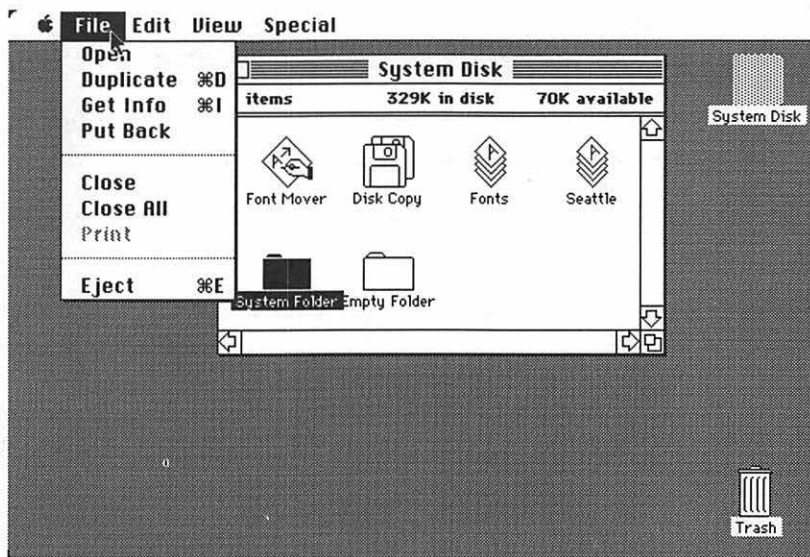 File Edit View Special
Open
Duplicate ⌘D
Get Info ⌘I
Put Back
Close
Close All
Print
Eject ⌘E
System Disk
items 329K in disk 70K available
Font Mover Disk Copy Fonts Seattle
System Folder Empty Folder
System Disk
Trash